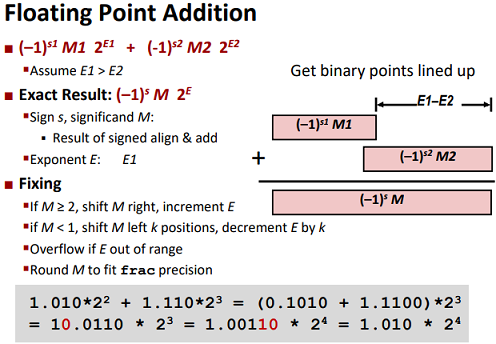 Floating Point Addition
(–1)^s1 M1 2^E1 + (-1)^s2 M2 2^E2
Assume E1 > E2
Exact Result: (–1)^s M 2^E
Sign s, significand M:
Result of signed align & add
Exponent E: E1
Fixing
If M ≥ 2, shift M right, increment E
if M < 1, shift M left k positions, decrement E by k
Overflow if E out of range
Round M to fit frac precision
Get binary points lined up
E1–E2
(–1)^s1 M1
+
(–1)^s2 M2
(–1)^s M
1.010*2^2 + 1.110*2^3 = (0.1010 + 1.1100)*2^3
= 10.0110 * 2^3 = 1.00110 * 2^4 = 1.010 * 2^4